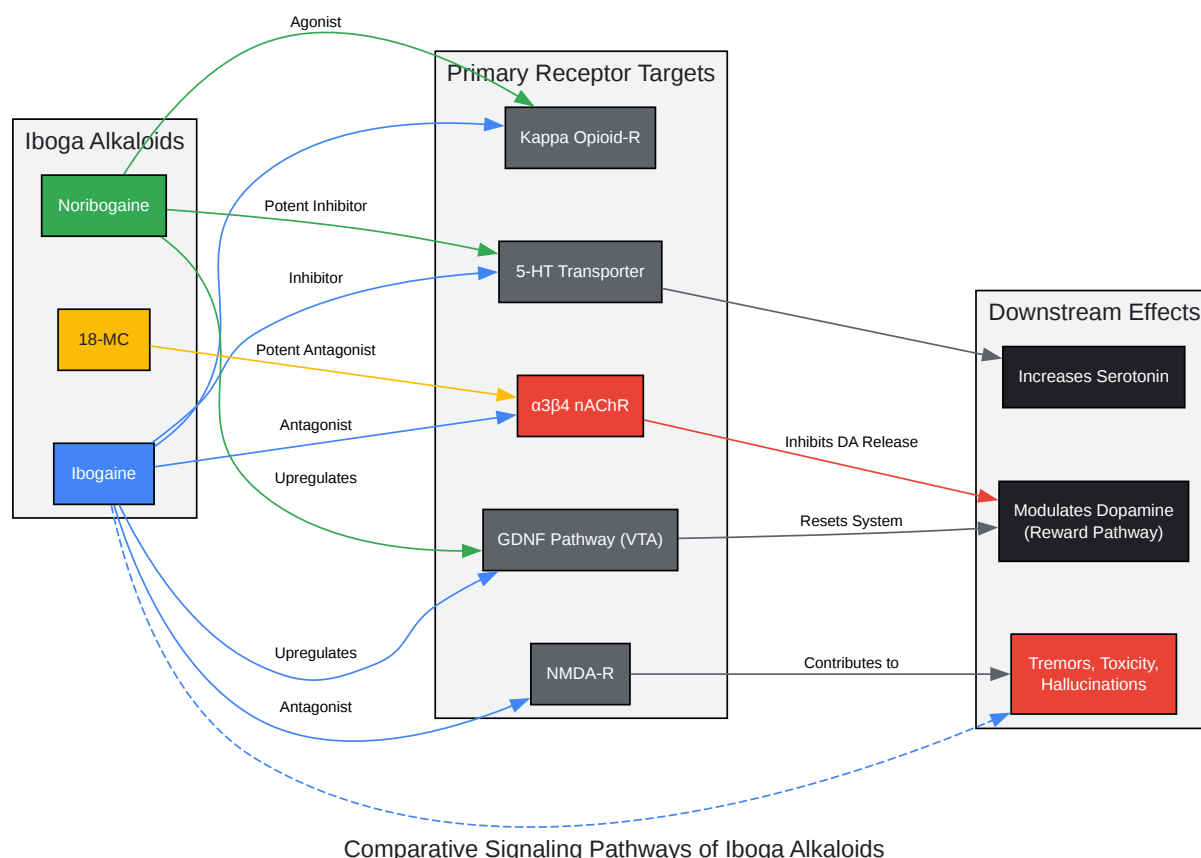 Agonist
Primary Receptor Targets
Iboga Alkaloids
Kappa Opioid-R
Noribogaine
Potent Inhibitor
5-HT Transporter
Inhibitor
Downstream Effects
18-MC
Potent Antagonist
Increases Serotonin
α3β4 nAChR
Antagonist
Inhibits DA Release
Ibogaine
Upregulates
Modulates Dopamine
(Reward Pathway)
Resets System
GDNF Pathway (VTA)
Upregulates
NMDA-R
Contributes to
Tremors, Toxicity,
Hallucinations
Antagonist
Comparative Signaling Pathways of Iboga Alkaloids